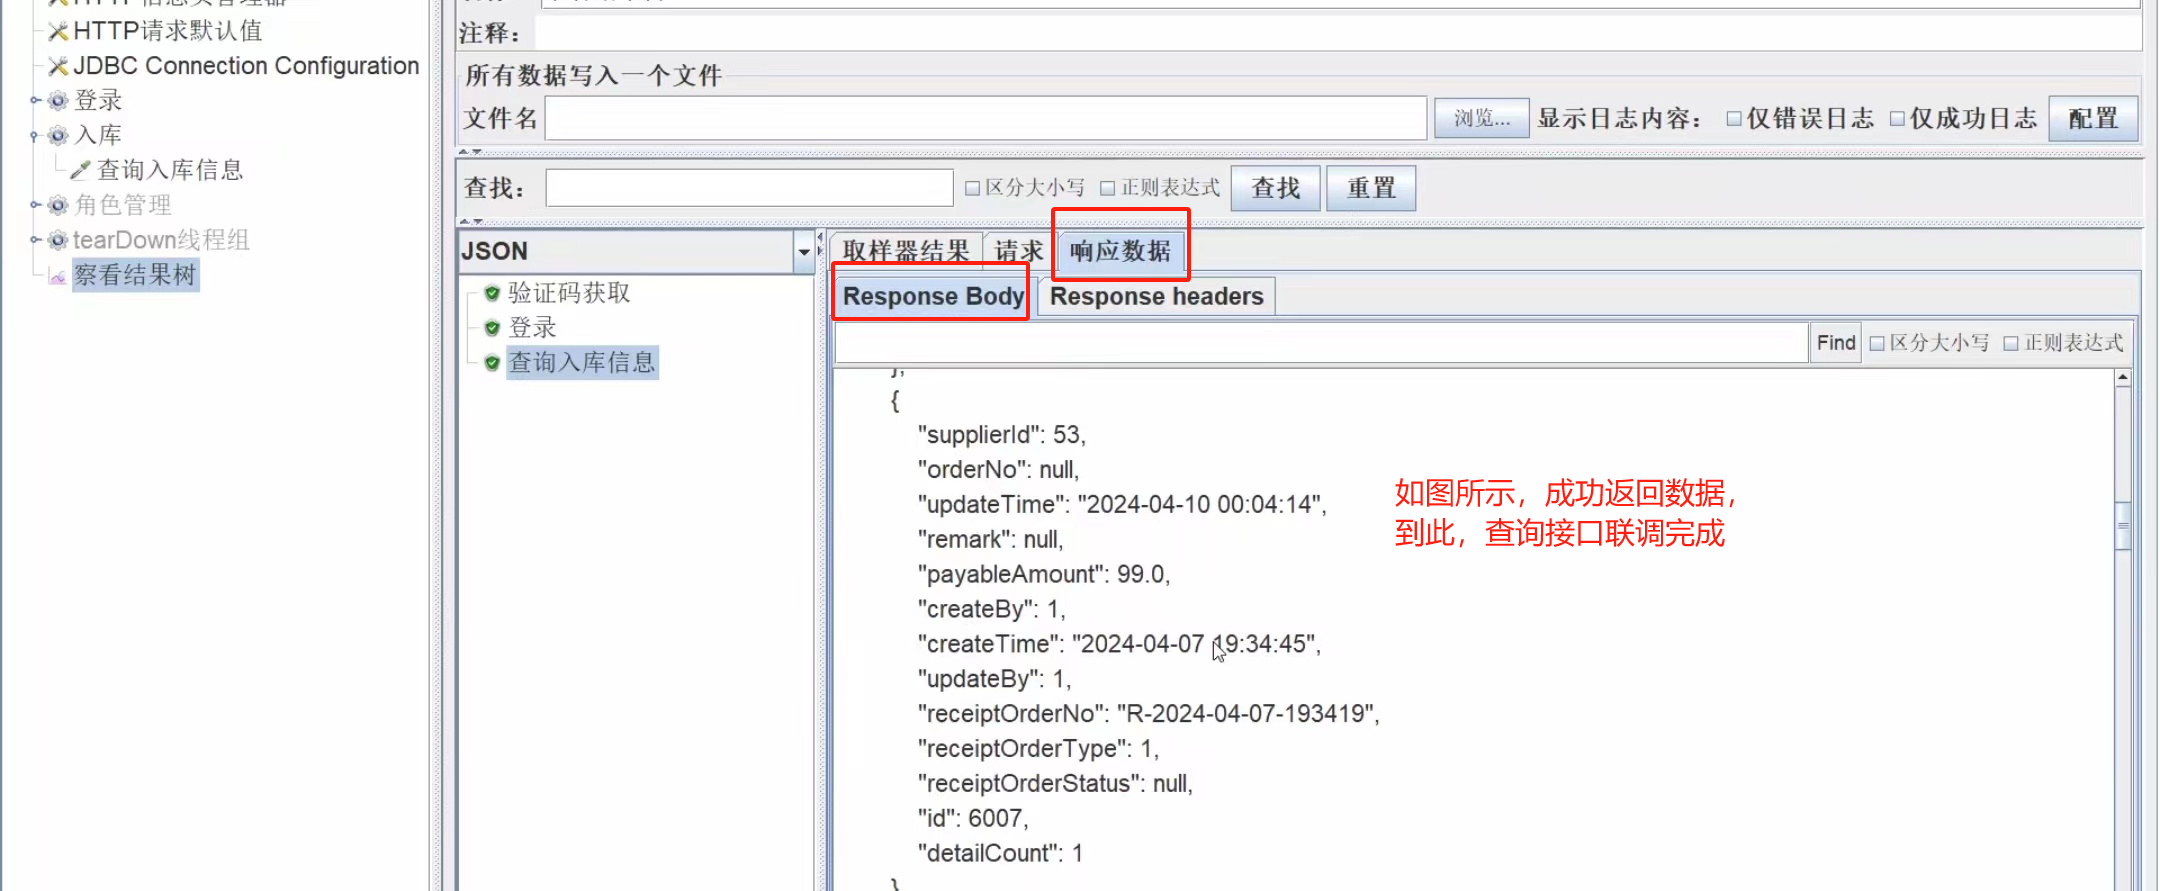 HTTP请求默认值
JDBC Connection Configuration
登录
入库
查询入库信息
角色管理
tearDown线程组
察看结果树
注释：
所有数据写入一个文件
文件名
浏览...
显示日志内容：
仅错误日志
仅成功日志
配置
查找：
区分大小写
正则表达式
查找
重置
JSON
验证码获取
登录
查询入库信息
取样器结果
请求
响应数据
Response Body
Response headers
Find
区分大小写
正则表达式
},
{
"supplierId": 53,
"orderNo": null,
"updateTime": "2024-04-10 00:04:14",
"remark": null,
"payableAmount": 99.0,
"createBy": 1,
"createTime": "2024-04-07 19:34:45",
"updateBy": 1,
"receiptOrderNo": "R-2024-04-07-193419",
"receiptOrderType": 1,
"receiptOrderStatus": null,
"id": 6007,
"detailCount": 1
}
如图所示，成功返回数据，
到此，查询接口联调完成